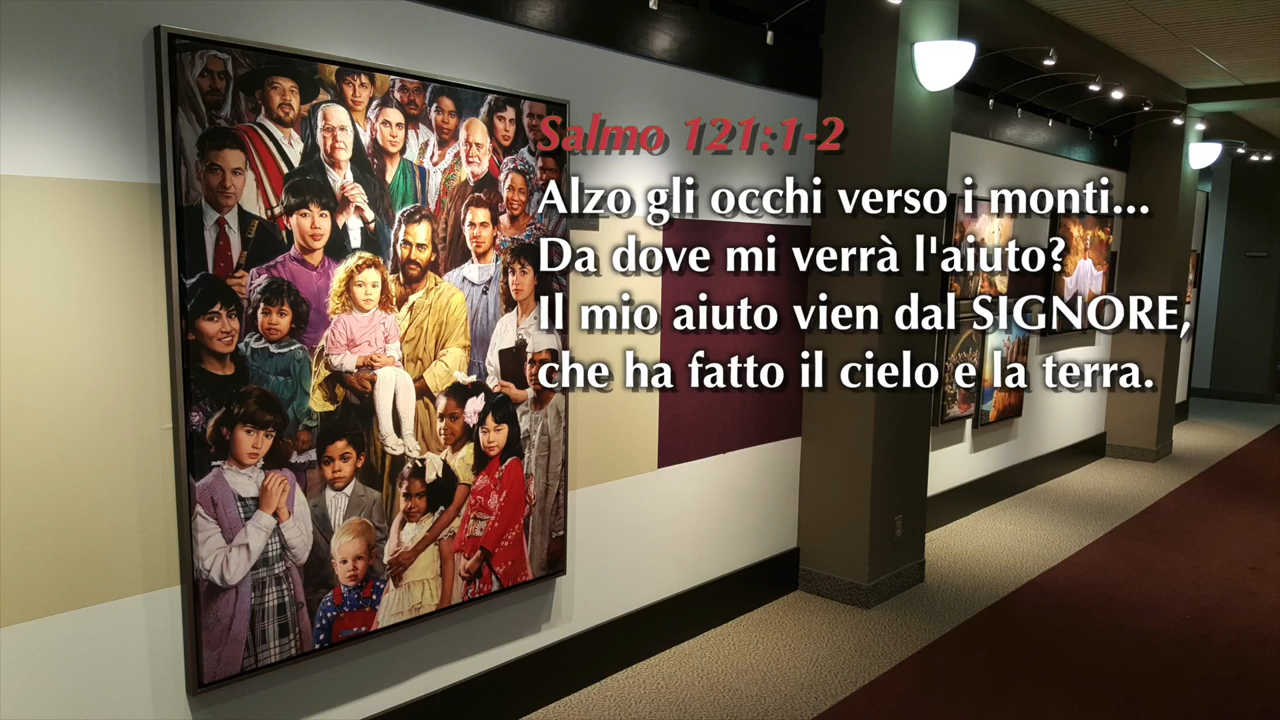 Salmo 121:1-2
Alzo gli occhi verso i monti...
Da dove mi verrà l'aiuto?
Il mio aiuto vien dal SIGNORE,
che ha fatto il cielo e la terra.